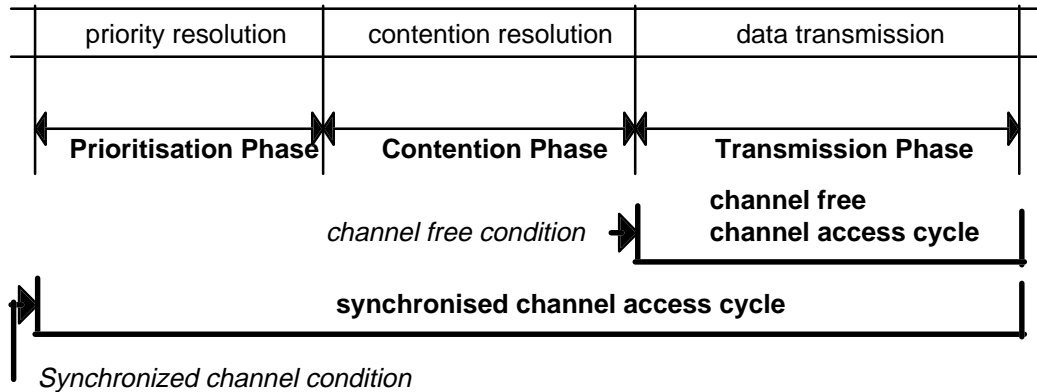 priority resolution contention resolution data transmission
Prioritisation Phase Contention Phase Transmission Phase
channel free condition
channel free
channel access cycle
synchronised channel access cycle
Synchronized channel condition